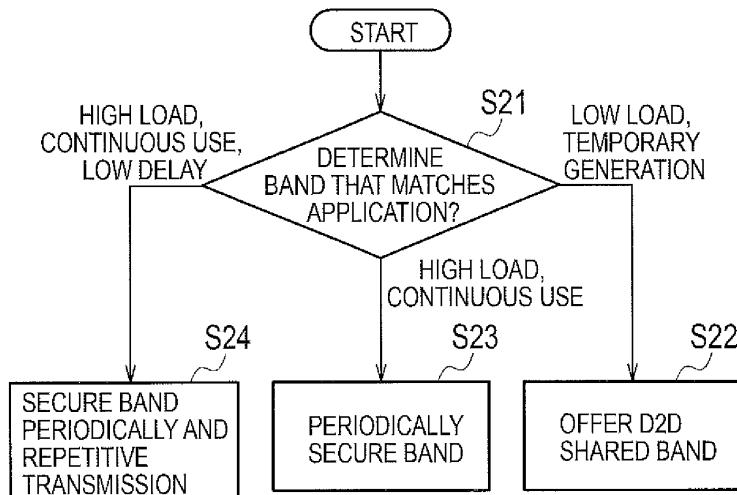 START
S21
HIGH LOAD,
CONTINUOUS USE,
LOW DELAY
LOW LOAD,
TEMPORARY
GENERATION
DETERMINE
BAND THAT MATCHES
APPLICATION?
HIGH LOAD,
CONTINUOUS USE
S24
SECURE BAND
PERIODICALLY AND
REPETITIVE
TRANSMISSION
S23
PERIODICALLY
SECURE BAND
S22
OFFER D2D
SHARED BAND